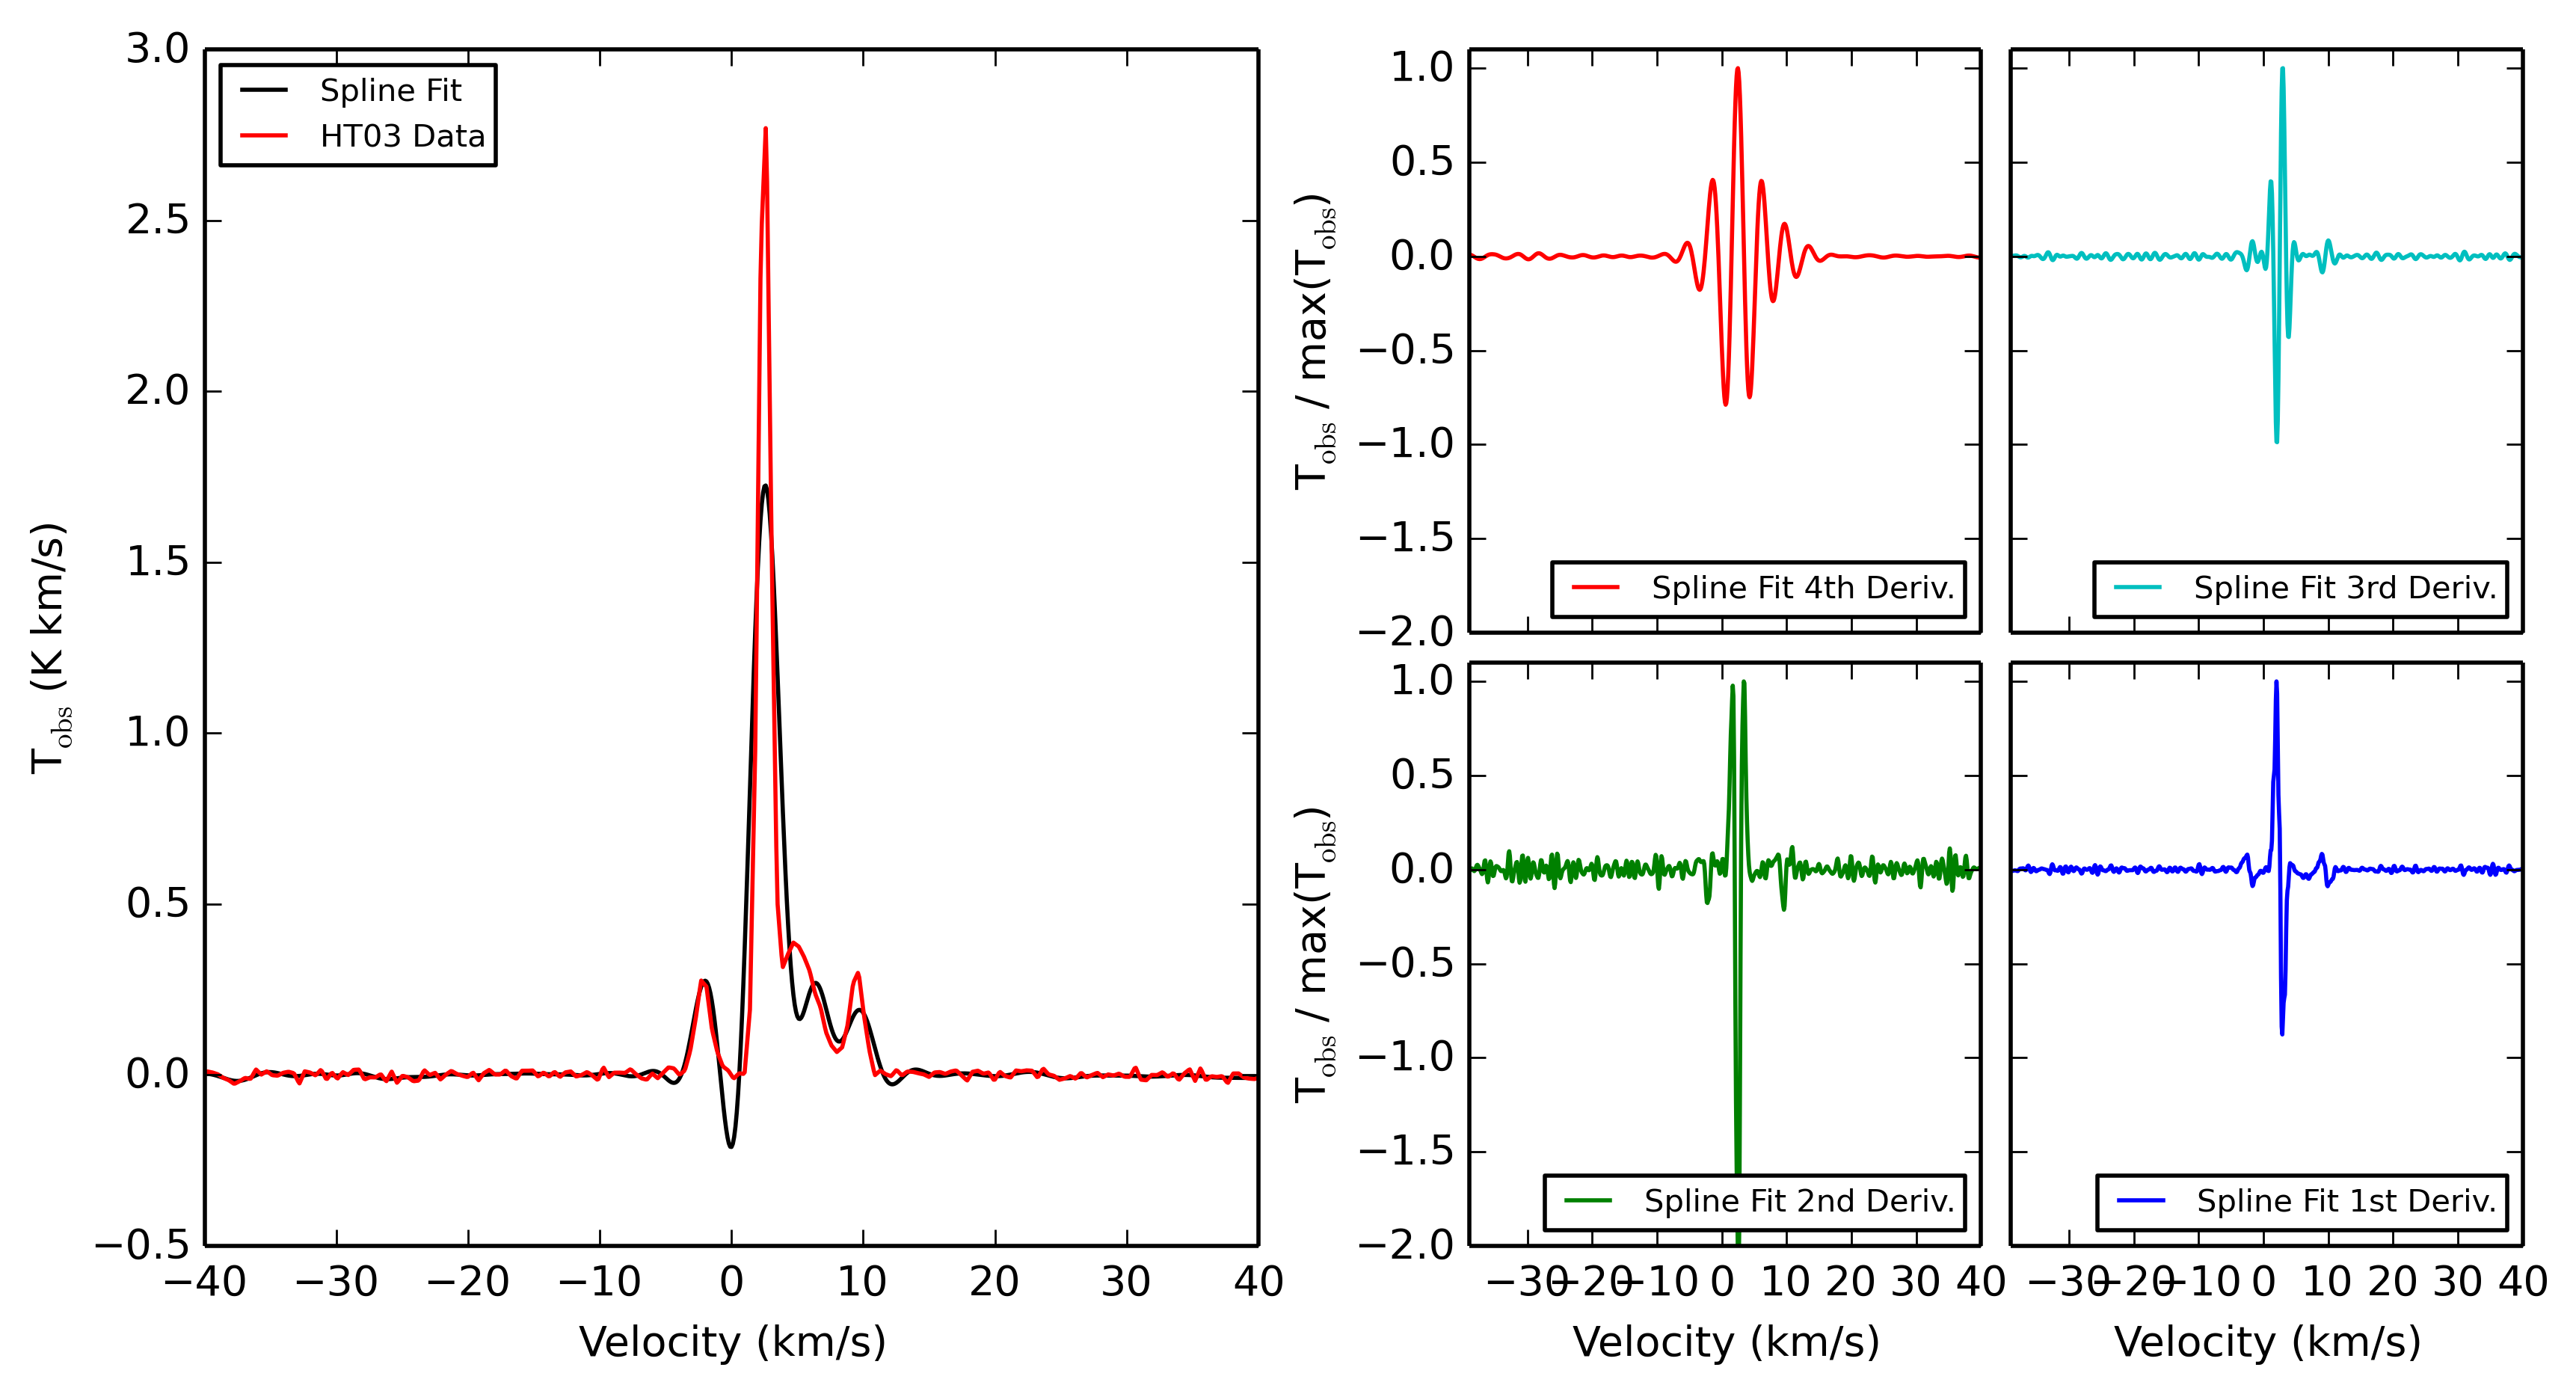 3.0
2.5
2.0
1.5
1.0
0.5
0.0
−0.5
T_obs (K km/s)
Spline Fit
HT03 Data
−40 −30 −20 −10 0 10 20 30 40
Velocity (km/s)
1.0
0.5
0.0
−0.5
−1.0
−1.5
−2.0
T_obs / max(T_obs)
Spline Fit 4th Deriv.
Spline Fit 3rd Deriv.
1.0
0.5
0.0
−0.5
−1.0
−1.5
−2.0
T_obs / max(T_obs)
Spline Fit 2nd Deriv.
Spline Fit 1st Deriv.
−30 −20 −10 0 10 20 30 40
−30 −20 −10 0 10 20 30 40
Velocity (km/s)
Velocity (km/s)